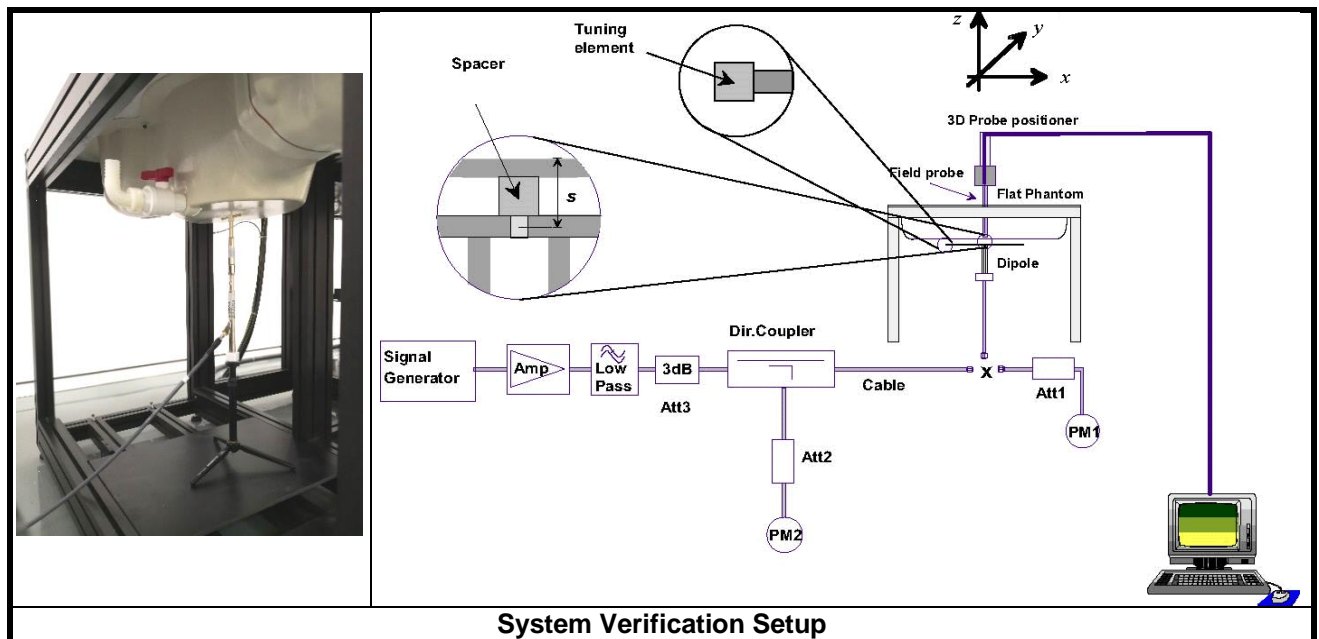 Tuning
element
Spacer
s
z
y
x
3D Probe positioner
Field probe
Flat Phantom
Dipole
Dir.Coupler
Signal
Generator
Amp
Low
Pass
3dB
Att3
Cable
x
Att1
PM1
Att2
PM2
System Verification Setup